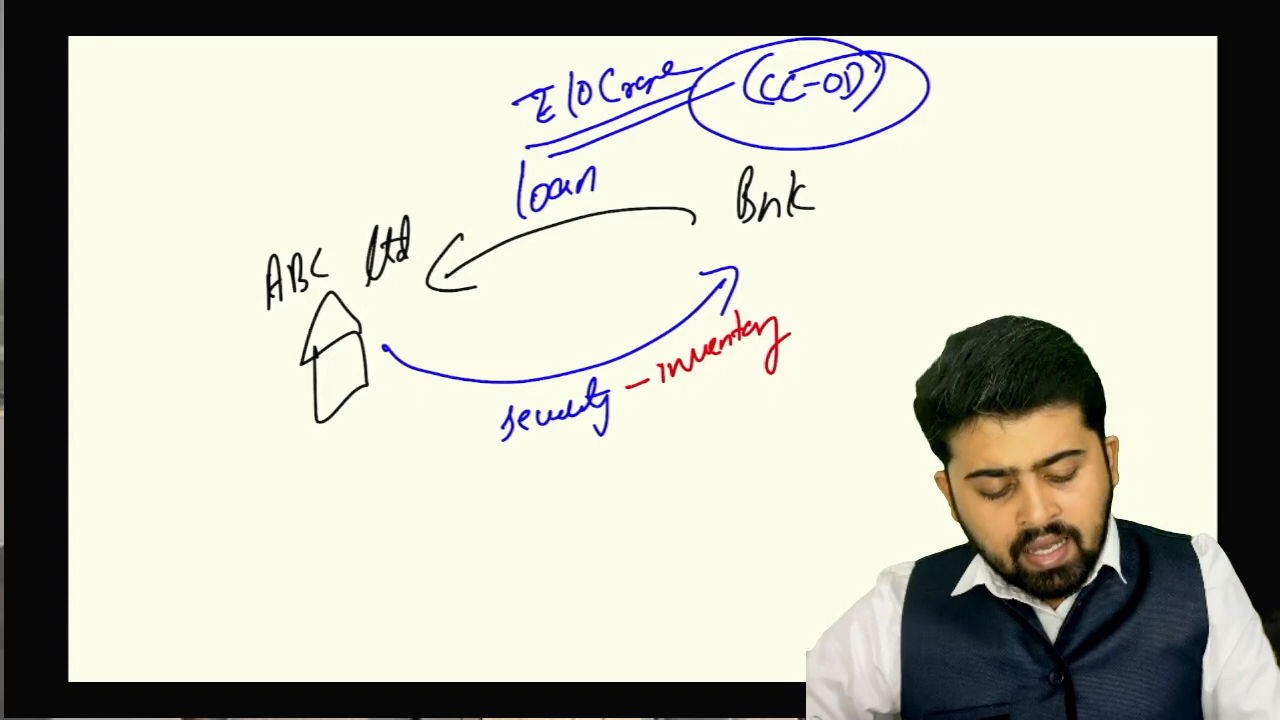 ₹10 Crore (CC-OD)
loan
Bnk
ABC Ltd
security - inventory